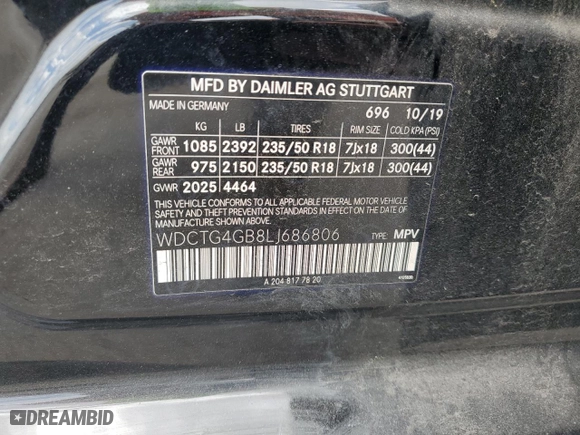 MFD BY DAIMLER AG STUTTGART
MADE IN GERMANY 696 10/19
KG LB TIRES RIM SIZE COLD KPA(PSI)
GAWR FRONT 1085 2392 235/50 R18 7Jx18 300(44)
GAWR REAR 975 2150 235/50 R18 7Jx18 300(44)
GVWR 2025 4464
THIS VEHICLE CONFORMS TO ALL APPLICABLE FEDERAL MOTOR VEHICLE
SAFETY, BUMPER, AND THEFT PREVENTION STANDARDS IN
EFFECT ON THE DATE OF MANUFACTURE SHOWN ABOVE.
WDCTG4GB8LJ686806 TYPE: MPV
A 204 817 78 20
DREAMBID